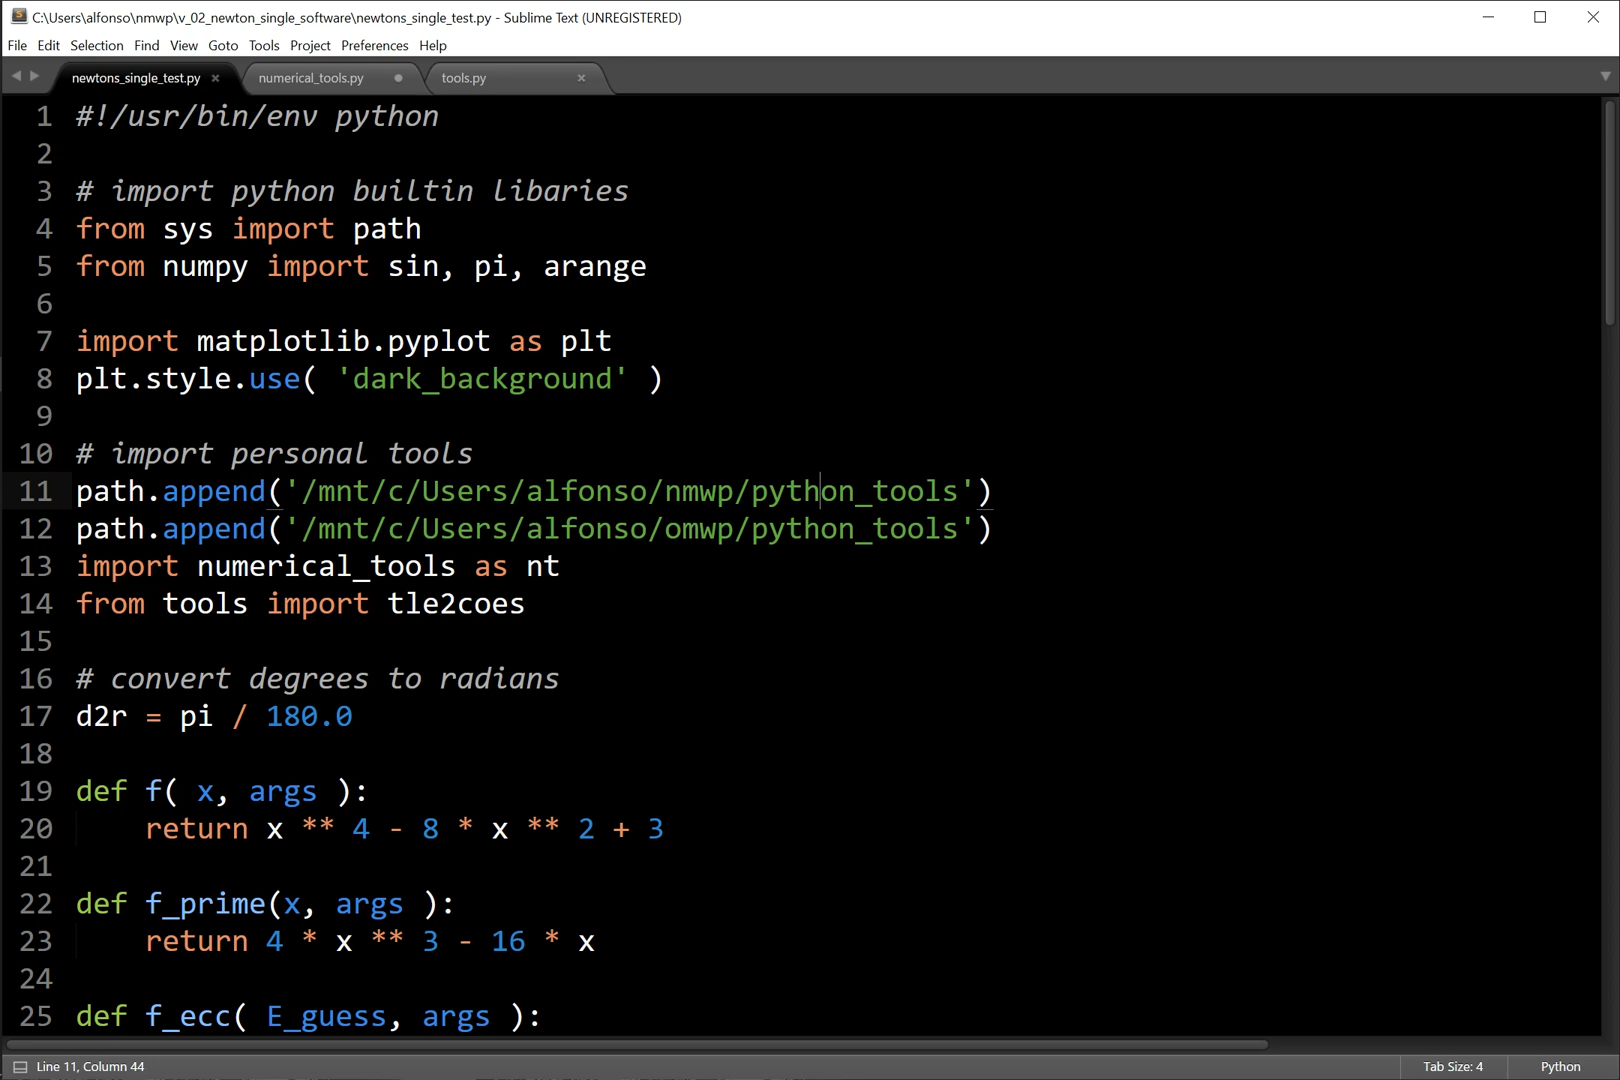 C:\Users\alfonso\nmwp\v_02_newton_single_software\newtons_single_test.py - Sublime Text (UNREGISTERED)
File Edit Selection Find View Goto Tools Project Preferences Help
newtons_single_test.py numerical_tools.py tools.py
1 #!/usr/bin/env python
2
3 # import python builtin libaries
4 from sys import path
5 from numpy import sin, pi, arange
6
7 import matplotlib.pyplot as plt
8 plt.style.use( 'dark_background' )
9
10 # import personal tools
11 path.append('/mnt/c/Users/alfonso/nmwp/python_tools')
12 path.append('/mnt/c/Users/alfonso/omwp/python_tools')
13 import numerical_tools as nt
14 from tools import tle2coes
15
16 # convert degrees to radians
17 d2r = pi / 180.0
18
19 def f( x, args ):
20     return x ** 4 - 8 * x ** 2 + 3
21
22 def f_prime(x, args ):
23     return 4 * x ** 3 - 16 * x
24
25 def f_ecc( E_guess, args ):
Line 11, Column 44 Tab Size: 4 Python